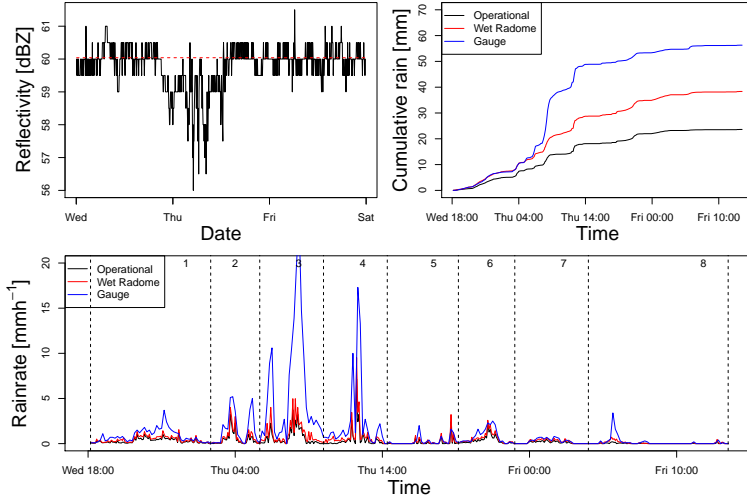 Reflectivity [dBZ]
61
60
59
58
57
56
Wed Thu Fri Sat
Date
Cumulative rain [mm]
70
60
50
40
30
20
10
0
Operational
Wet Radome
Gauge
Wed 18:00 Thu 04:00 Thu 14:00 Fri 00:00 Fri 10:00
Time
Rainrate [mmh⁻¹]
20
15
10
5
0
Operational
Wet Radome
Gauge
1 2 3 4 5 6 7 8
Wed 18:00 Thu 04:00 Thu 14:00 Fri 00:00 Fri 10:00
Time